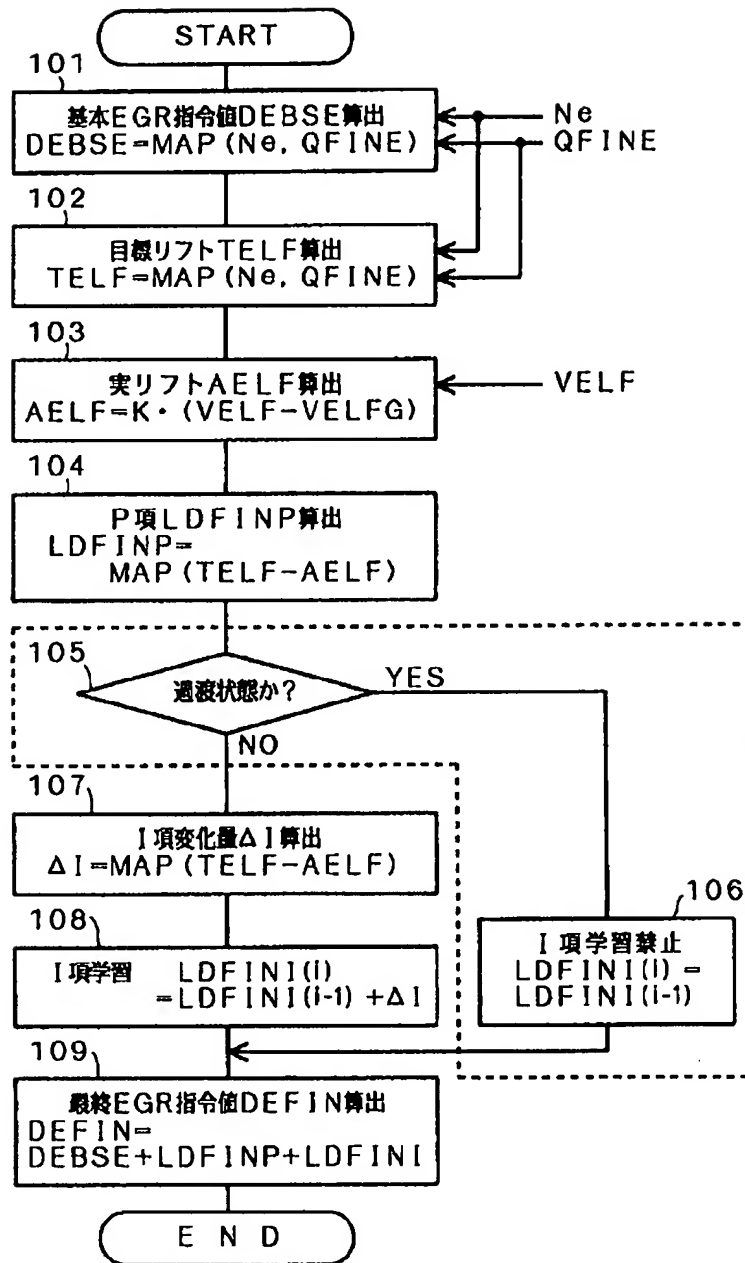 START
101
基本EGR指令値DEBSE算出
DEBSE=MAP(Ne, QFINE)
Ne
QFINE
102
目標リフトTELF算出
TELF=MAP(Ne, QFINE)
103
実リフトAELF算出
AELF=K・(VELF-VELFG)
VELF
104
P項LDFINP算出
LDFINP=
MAP(TELF-AELF)
105
過渡状態か?
YES
NO
107
I項変化量ΔI算出
ΔI=MAP(TELF-AELF)
106
I項学習禁止
LDFINI(i) =
LDFINI(i-1)
108
I項学習 LDFINI(i)
=LDFINI(i-1) +ΔI
109
最終EGR指令値DEFIN算出
DEFIN=
DEBSE+LDFINP+LDFINI
END